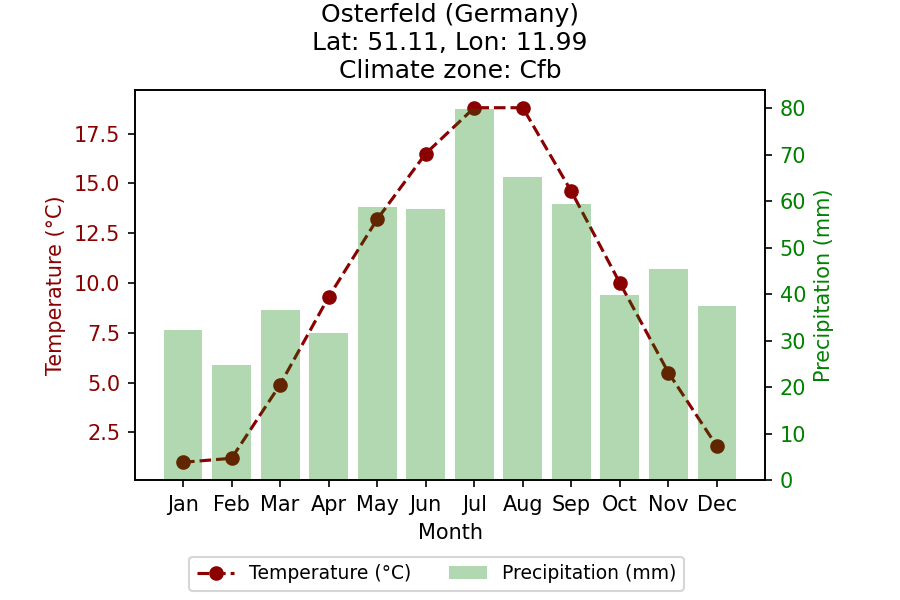 Osterfeld (Germany)
Lat: 51.11, Lon: 11.99
Climate zone: Cfb
Temperature (°C)
17.5
15.0
12.5
10.0
7.5
5.0
2.5
Precipitation (mm)
80
70
60
50
40
30
20
10
0
Jan Feb Mar Apr May Jun Jul Aug Sep Oct Nov Dec
Month
Temperature (°C) Precipitation (mm)